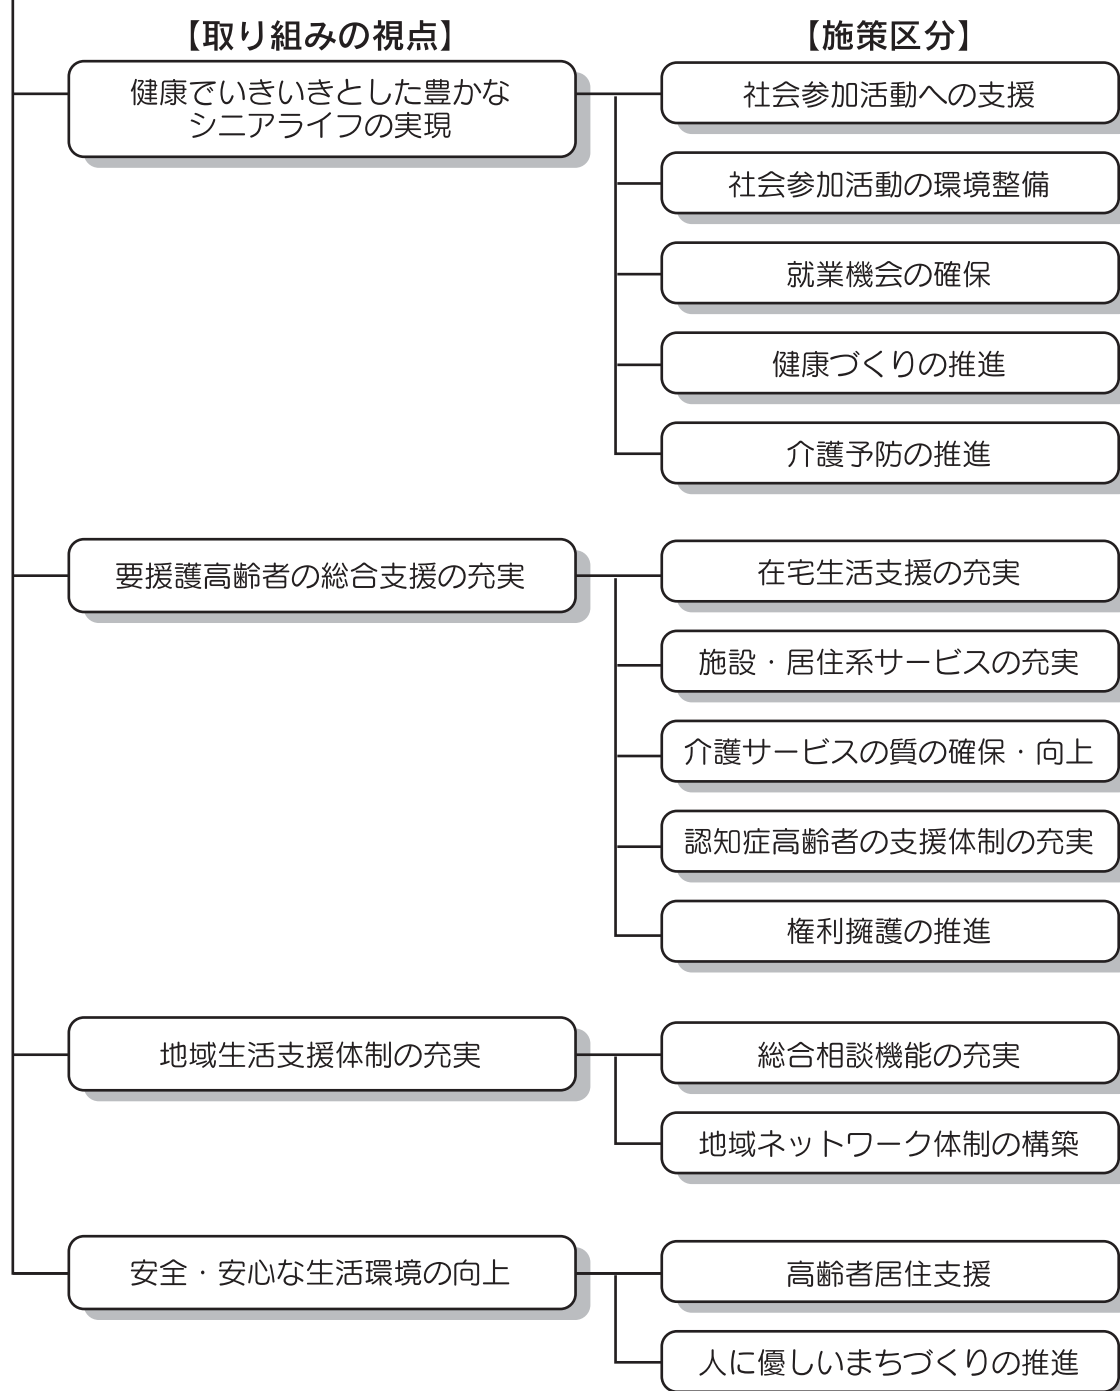 【取り組みの視点】
【施策区分】
健康でいきいきとした豊かな
シニアライフの実現
社会参加活動への支援
社会参加活動の環境整備
就業機会の確保
健康づくりの推進
介護予防の推進
要援護高齢者の総合支援の充実
在宅生活支援の充実
施設・居住系サービスの充実
介護サービスの質の確保・向上
認知症高齢者の支援体制の充実
権利擁護の推進
地域生活支援体制の充実
総合相談機能の充実
地域ネットワーク体制の構築
安全・安心な生活環境の向上
高齢者居住支援
人に優しいまちづくりの推進